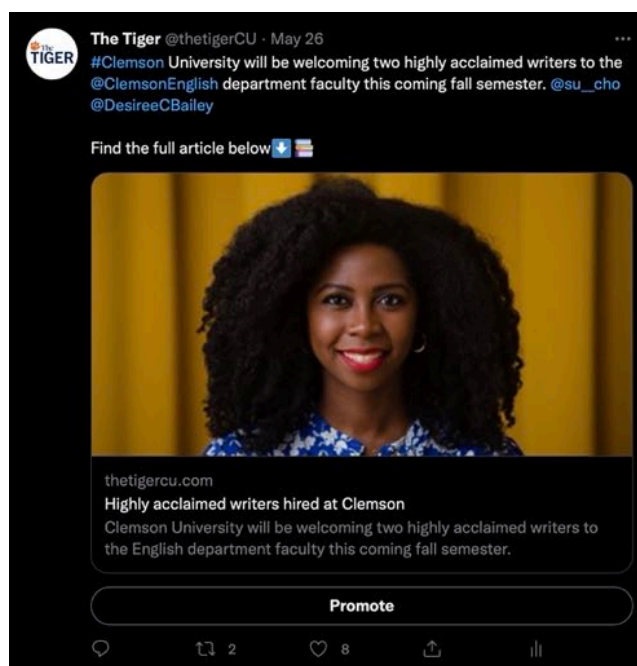 The TIGER
The Tiger @thetigerCU · May 26
#Clemson University will be welcoming two highly acclaimed writers to the
@ClemsonEnglish department faculty this coming fall semester. @su__cho
@DesireeCBailey
Find the full article below⬇️📚
thetigercu.com
Highly acclaimed writers hired at Clemson
Clemson University will be welcoming two highly acclaimed writers to
the English department faculty this coming fall semester.
Promote
2 8